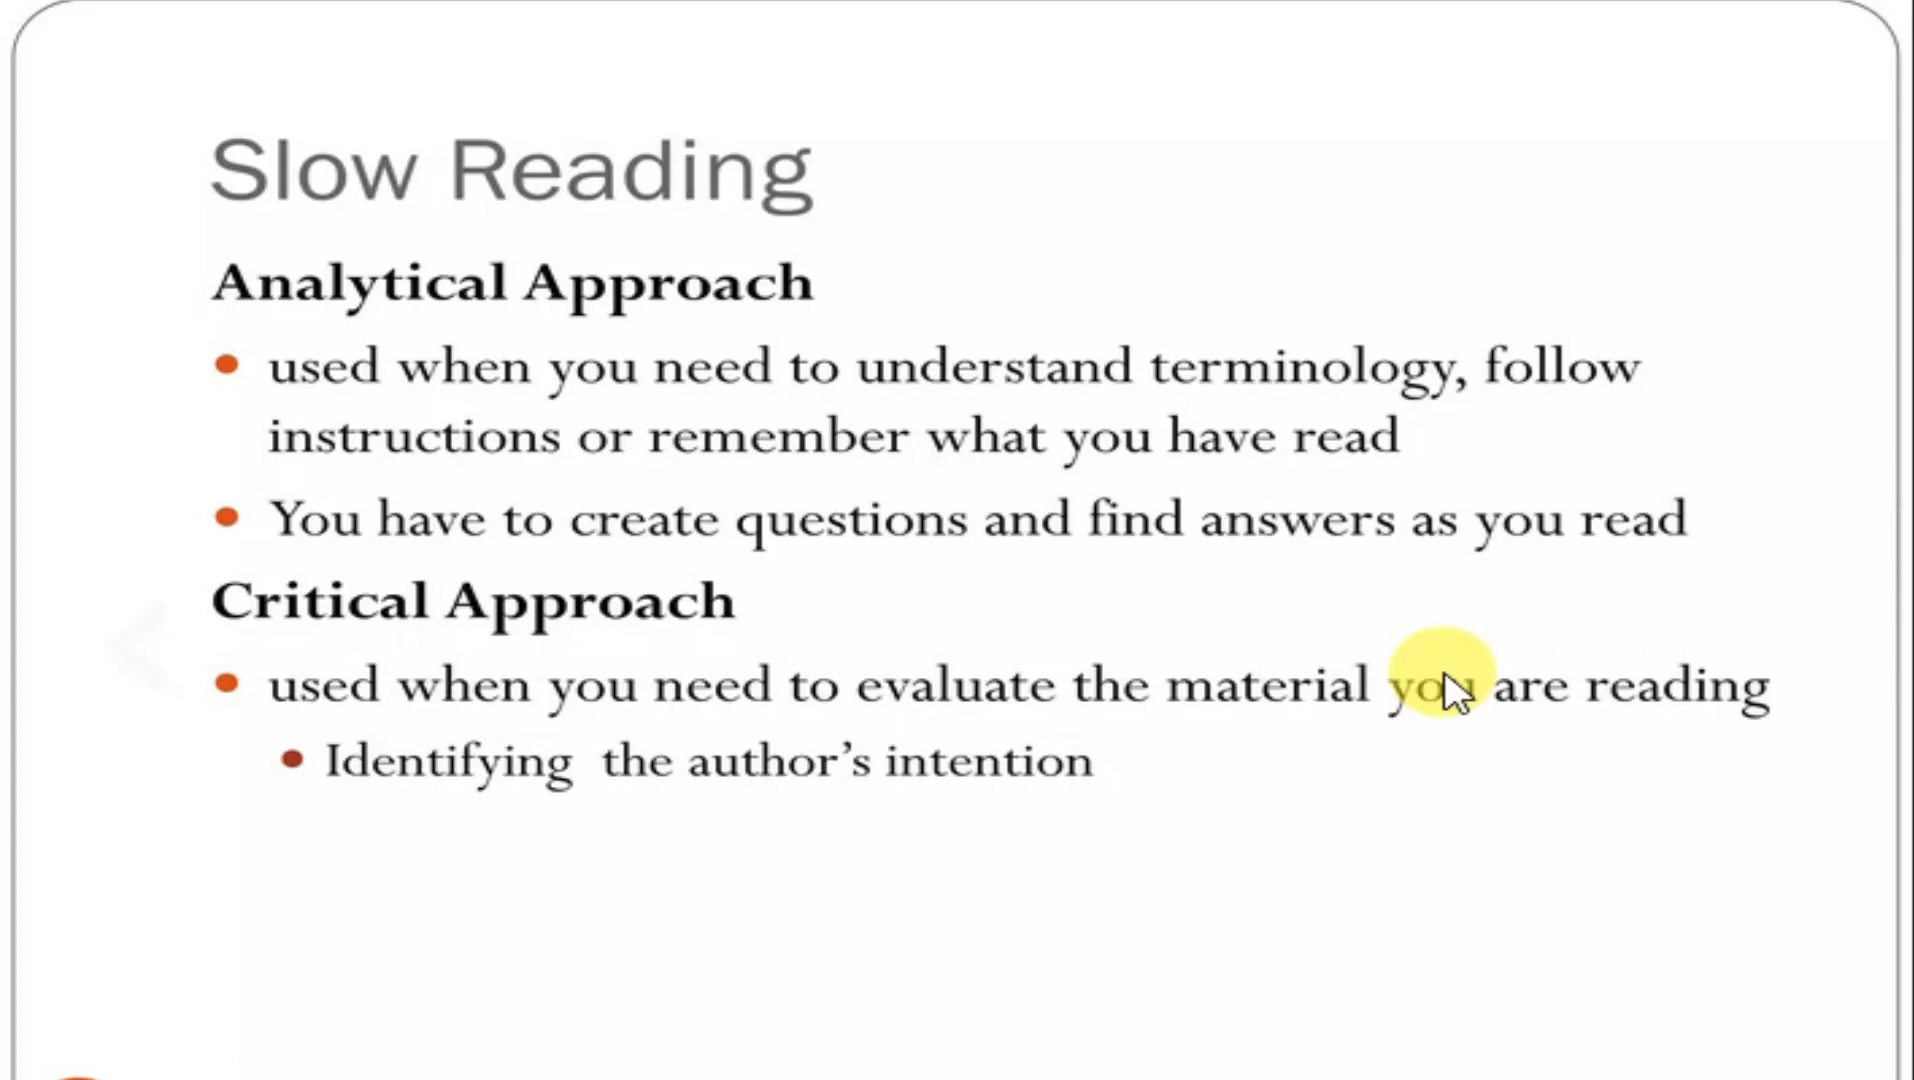 Slow Reading
Analytical Approach
used when you need to understand terminology, follow
instructions or remember what you have read
You have to create questions and find answers as you read
Critical Approach
used when you need to evaluate the material you are reading
Identifying the author’s intention